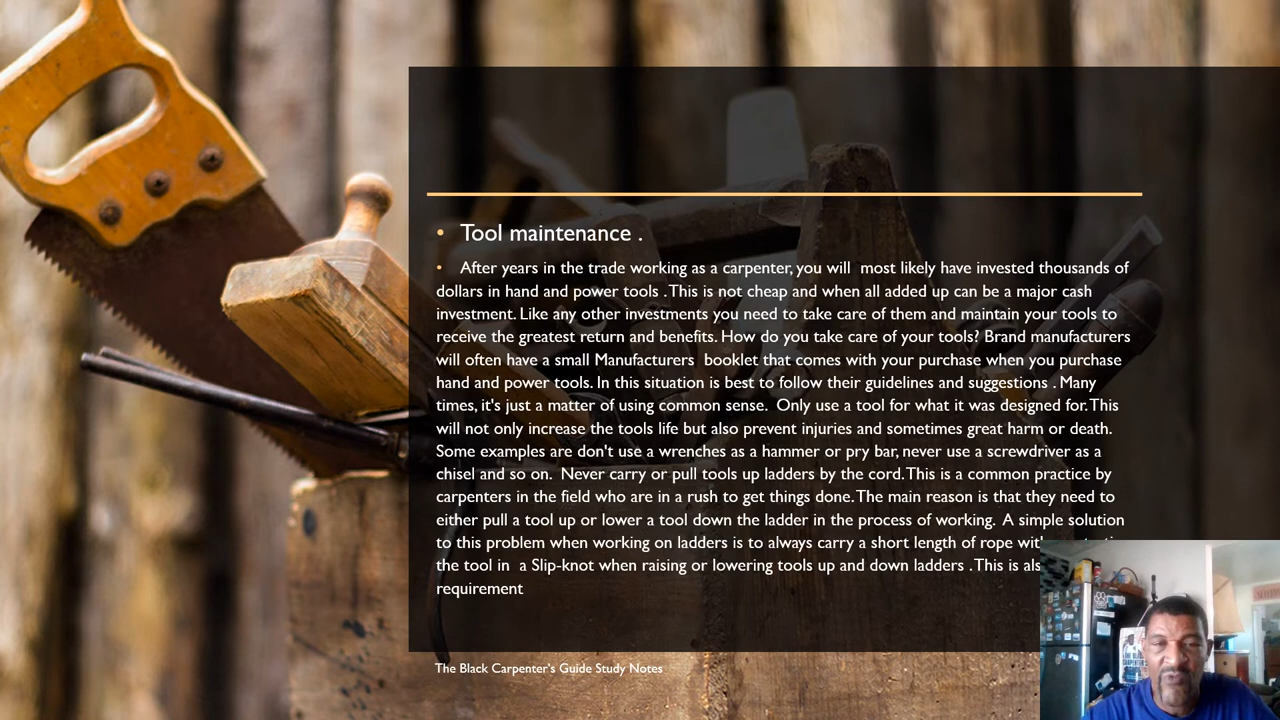 • Tool maintenance .
• After years in the trade working as a carpenter, you will  most likely have invested thousands of
dollars in hand and power tools .This is not cheap and when all added up can be a major cash
investment. Like any other investments you need to take care of them and maintain your tools to
receive the greatest return and benefits. How do you take care of your tools? Brand manufacturers
will often have a small Manufacturers  booklet that comes with your purchase when you purchase
hand and power tools. In this situation is best to follow their guidelines and suggestions . Many
times, it's just a matter of using common sense.  Only use a tool for what it was designed for. This
will not only increase the tools life but also prevent injuries and sometimes great harm or death.
Some examples are don't use a wrenches as a hammer or pry bar, never use a screwdriver as a
chisel and so on.  Never carry or pull tools up ladders by the cord. This is a common practice by
carpenters in the field who are in a rush to get things done. The main reason is that they need to
either pull a tool up or lower a tool down the ladder in the process of working.  A simple solution
to this problem when working on ladders is to always carry a short length of rope
the tool in  a Slip-knot when raising or lowering tools up and down ladders . This is
requirement
The Black Carpenter's Guide Study Notes